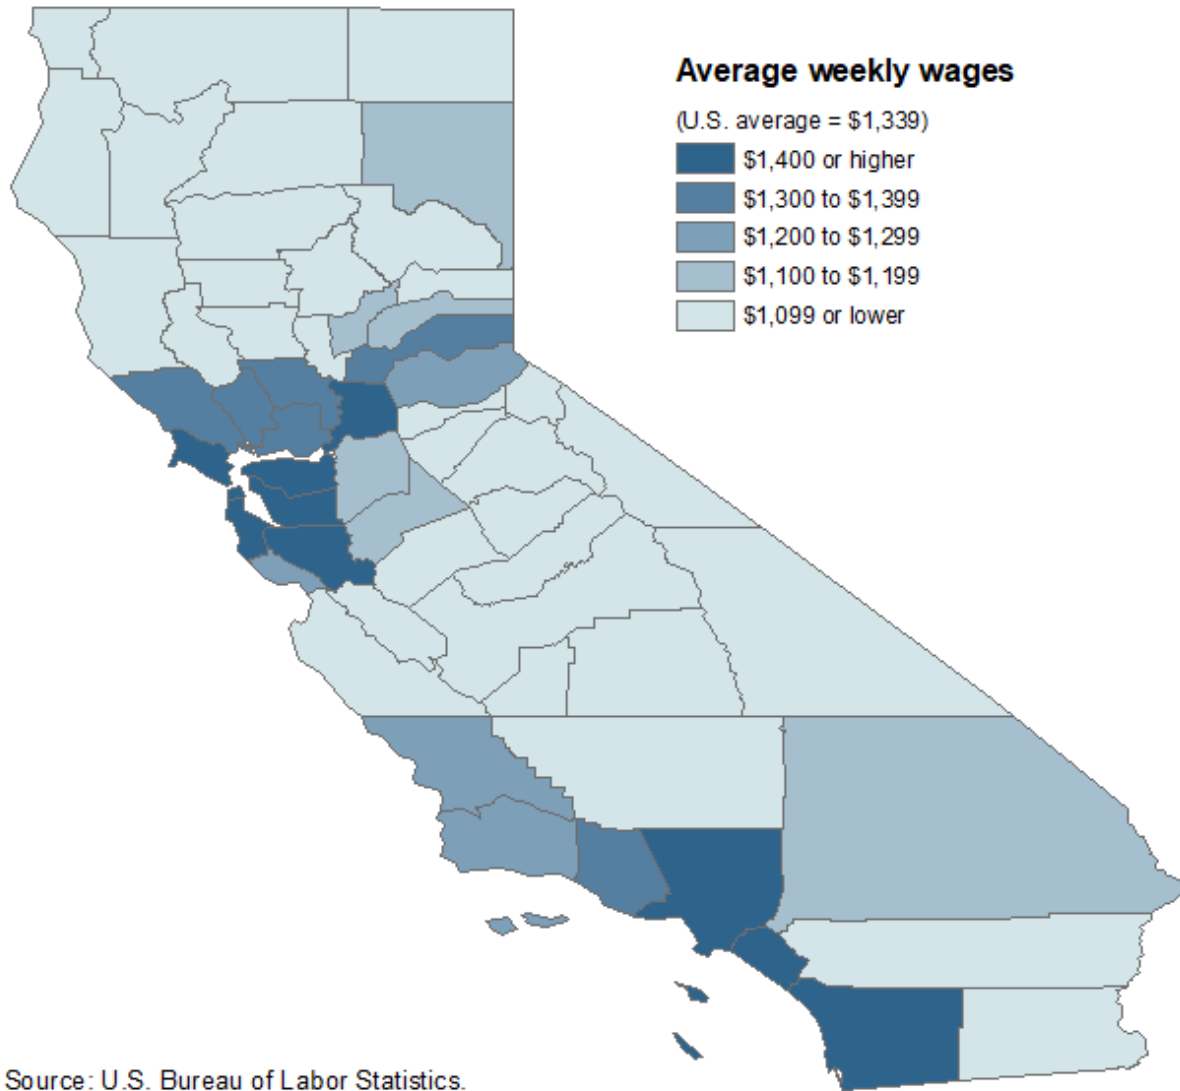 Average weekly wages
(U.S. average = $1,339)
$1,400 or higher
$1,300 to $1,399
$1,200 to $1,299
$1,100 to $1,199
$1,099 or lower
Source: U.S. Bureau of Labor Statistics.